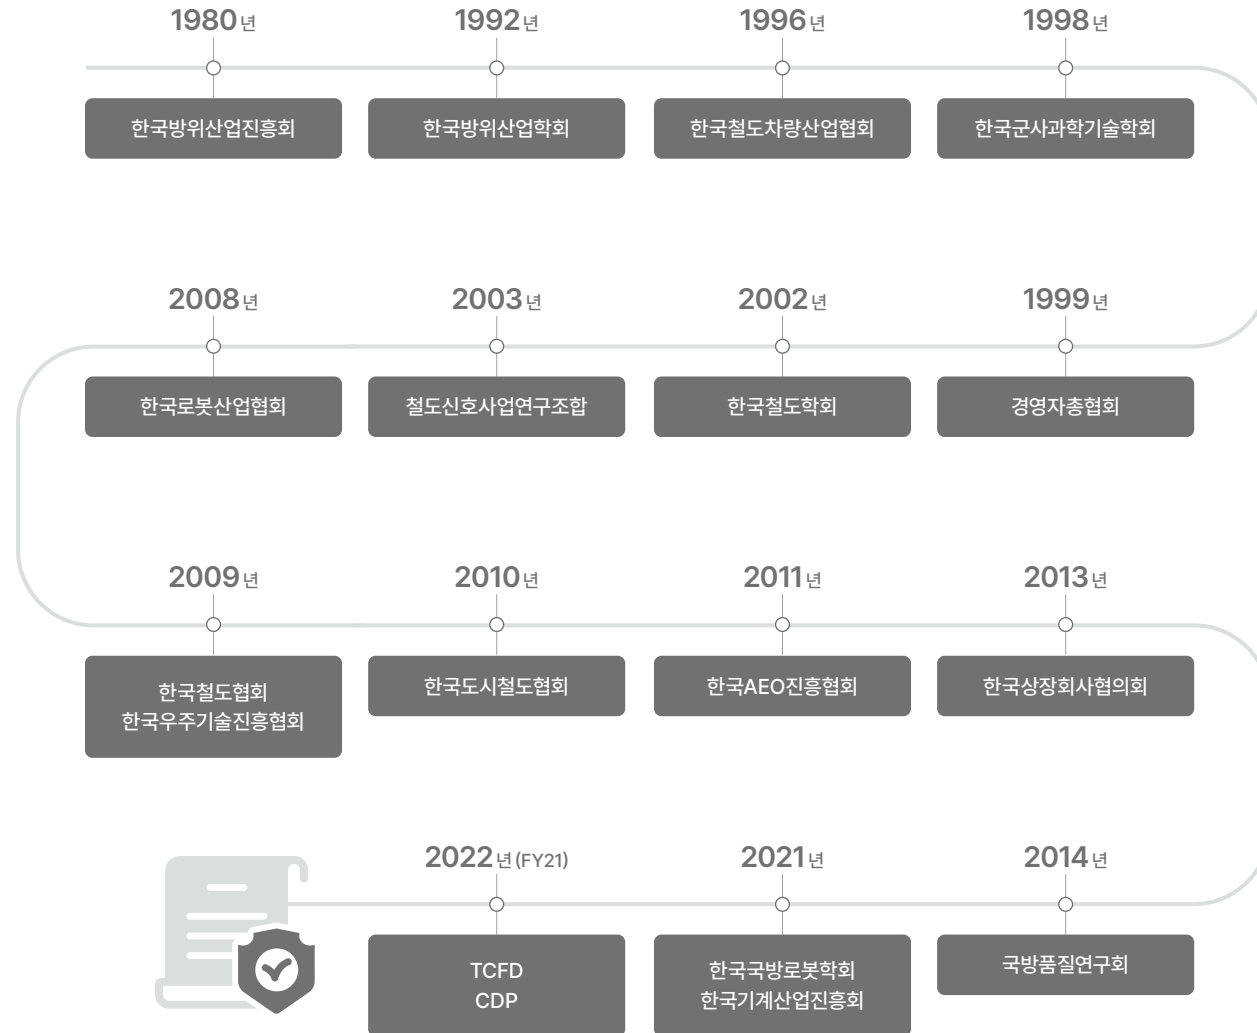 1980년
한국방위산업진흥회
1992년
한국방위산업학회
1996년
한국철도차량산업협회
1998년
한국군사과학기술학회
1999년
경영자총협회
2002년
한국철도학회
2003년
철도신호사업연구조합
2008년
한국로봇산업협회
2009년
한국철도협회
한국우주기술진흥협회
2010년
한국도시철도협회
2011년
한국AEO진흥협회
2013년
한국상장회사협의회
2014년
국방품질연구회
2021년
한국국방로봇학회
한국기계산업진흥회
2022년(FY21)
TCFD
CDP